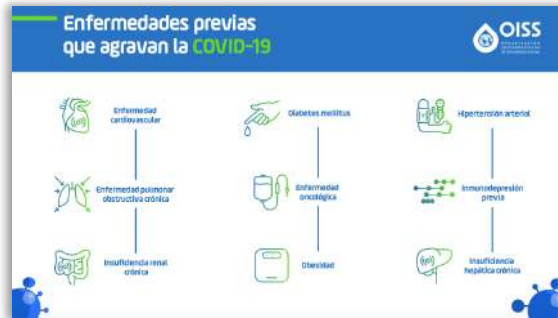 Enfermedades previas
que agravan la COVID-19
OISS
Enfermedad
cardiovascular
Diabetes mellitus
Hipertensión arterial
Enfermedad pulmonar
obstructiva crónica
Enfermedad
oncológica
Inmunodepresión
previa
Insuficiencia renal
crónica
Obesidad
Insuficiencia
hepática crónica